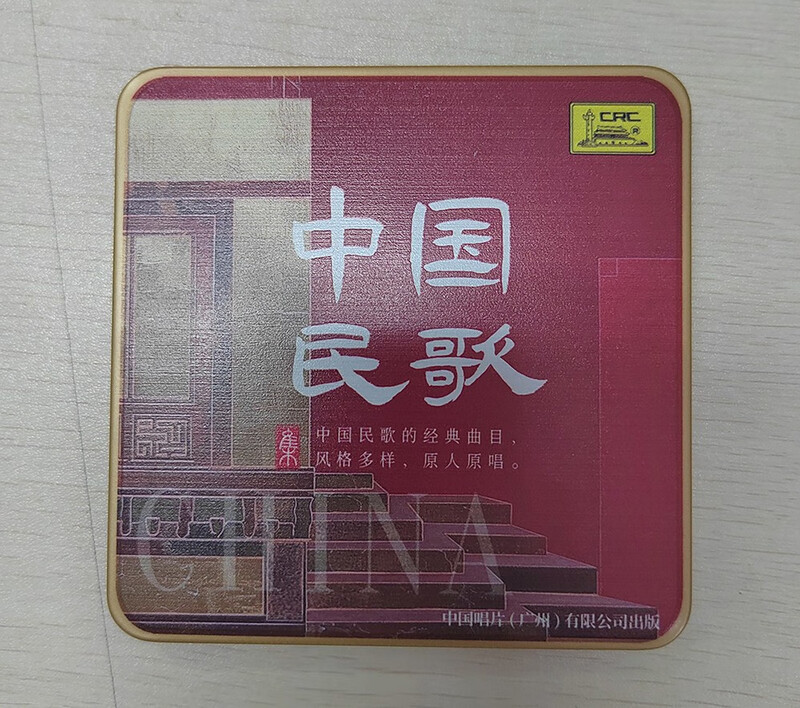 CRC
中国
民歌
集
中国民歌的经典曲目，
风格多样，原人原唱。
CHINA
中国唱片（广州）有限公司出版